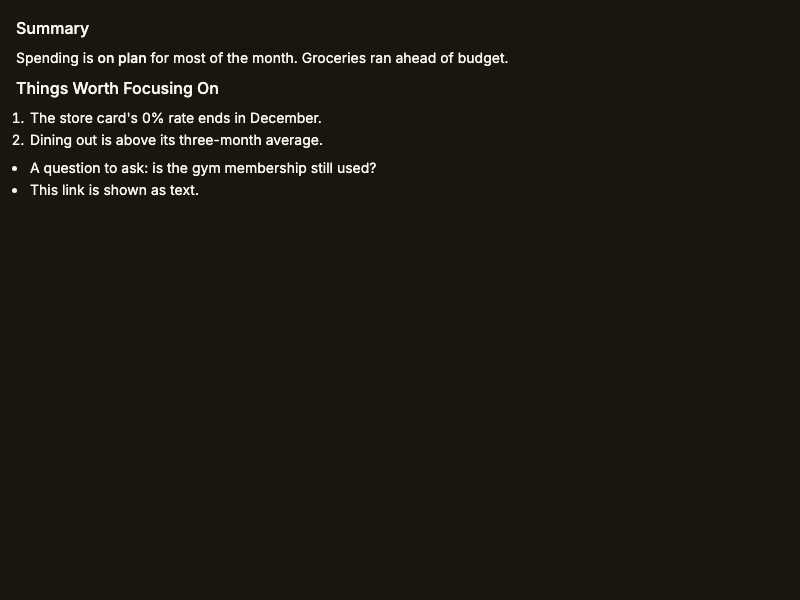 Summary
Spending is on plan for most of the month. Groceries ran ahead of budget.
Things Worth Focusing On
1. The store card's 0% rate ends in December.
2. Dining out is above its three-month average.
• A question to ask: is the gym membership still used?
• This link is shown as text.